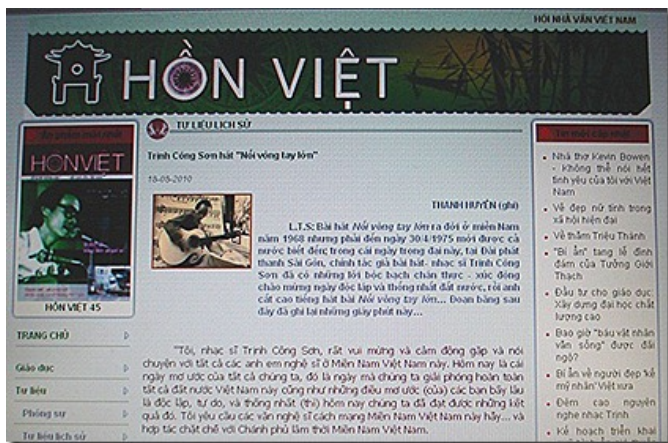 HỘI NHÀ VĂN VIỆT NAM
HỒN VIỆT
HONVIET
HỒN VIỆT 45
TRANG CHỦ
Giáo dục
Tư liệu
Phóng sự
Tư liệu lịch sử
TƯ LIỆU LỊCH SỬ
Trịnh Công Sơn hát "Nối vòng tay lớn"
18-05-2010
THANH HUYỀN (ghi)
L.T.S: Bài hát Nối vòng tay lớn ra đời ở miền Nam
năm 1968 nhưng phải đến ngày 30/4/1975 mới được cả
nước biết đến; trong cái ngày trọng đại này, tại Đài phát
thanh Sài Gòn, chính tác giả bài hát- nhạc sĩ Trịnh Công
Sơn đã có những lời bộc bạch chân thực - xúc động
chào mừng ngày độc lập và thống nhất đất nước, rồi anh
cất cao tiếng hát bài Nối vòng tay lớn... Đoạn băng sau
đây đã ghi lại những giây phút này...
"Tôi, nhạc sĩ Trịnh Công Sơn, rất vui mừng và cảm động gặp và nói
chuyện với tất cả các anh em nghệ sĩ ở Miền Nam Việt Nam này. Hôm nay là cái
ngày mơ ước của tất cả chúng ta, đó là ngày mà chúng ta giải phóng hoàn toàn
tất cả đất nước Việt Nam này cũng như những điều mơ ước (của) các bạn bấy lâu
là độc lập, tự do, và thống nhất (thì) hôm nay chúng ta đã đạt được những kết
quả đó. Tôi yêu cầu các văn nghệ sĩ cách mạng Miền Nam Việt Nam này hãy... và
hợp tác chặt chẽ với Chánh phủ lâm thời Miền Nam Việt Nam.
Tin mới cập nhật
Nhà thơ Kevin Bowen
- Không thể nói hết
tình yêu của tôi với Việt
Nam
Vẻ đẹp nữ tính trong
xã hội hiện đại
Về thăm Triệu Thành
"Bí ẩn" tang lễ đình
đám của Tưởng Giới
Thạch
Đầu tư cho giáo dục:
Xây dựng đại học chất
lượng cao
Bao giờ "báu vật nhân
văn sống" được đãi
ngộ?
Bí ẩn về người đẹp 'kẻ
mỹ nhân' Việt xưa
Đêm cao nguyên
nghe nhạc Trịnh
Kế hoạch triển khai